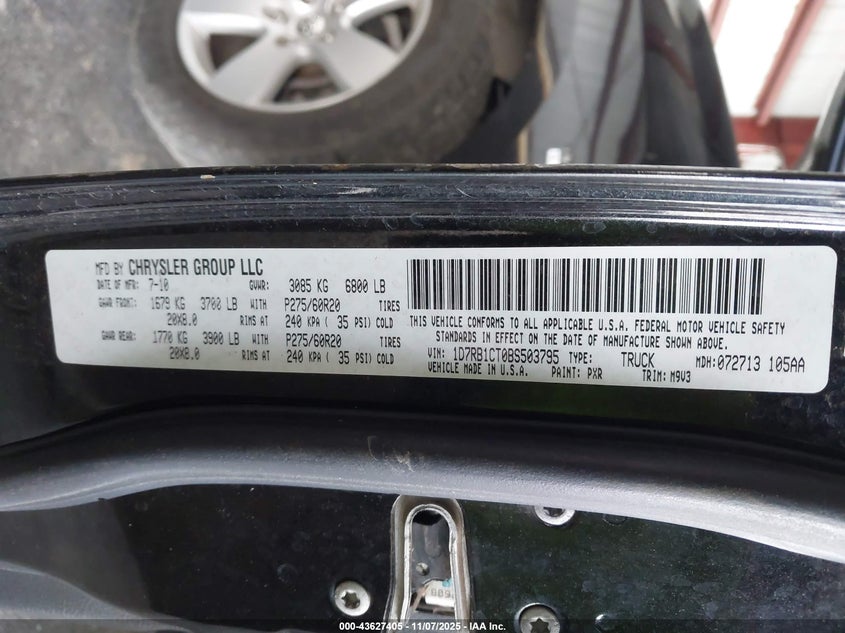 MFD BY CHRYSLER GROUP LLC
DATE OF MFR: 7-10 GVWR: 3085 KG 6800 LB
GAWR FRONT: 1679 KG 3700 LB WITH P275/60R20 TIRES
20X8.0 RIMS AT 240 KPA ( 35 PSI) COLD
GAWR REAR: 1770 KG 3900 LB WITH P275/60R20 TIRES
20X8.0 RIMS AT 240 KPA ( 35 PSI) COLD
THIS VEHICLE CONFORMS TO ALL APPLICABLE U.S.A. FEDERAL MOTOR VEHICLE SAFETY
STANDARDS IN EFFECT ON THE DATE OF MANUFACTURE SHOWN ABOVE.
VIN: 1D7RB1CT0BS503795 TYPE: TRUCK MDH: 072713 105AA
VEHICLE MADE IN U.S.A. PAINT: PXR TRIM: M9V3
000-43627405 - 11/07/2025 - IAA Inc.